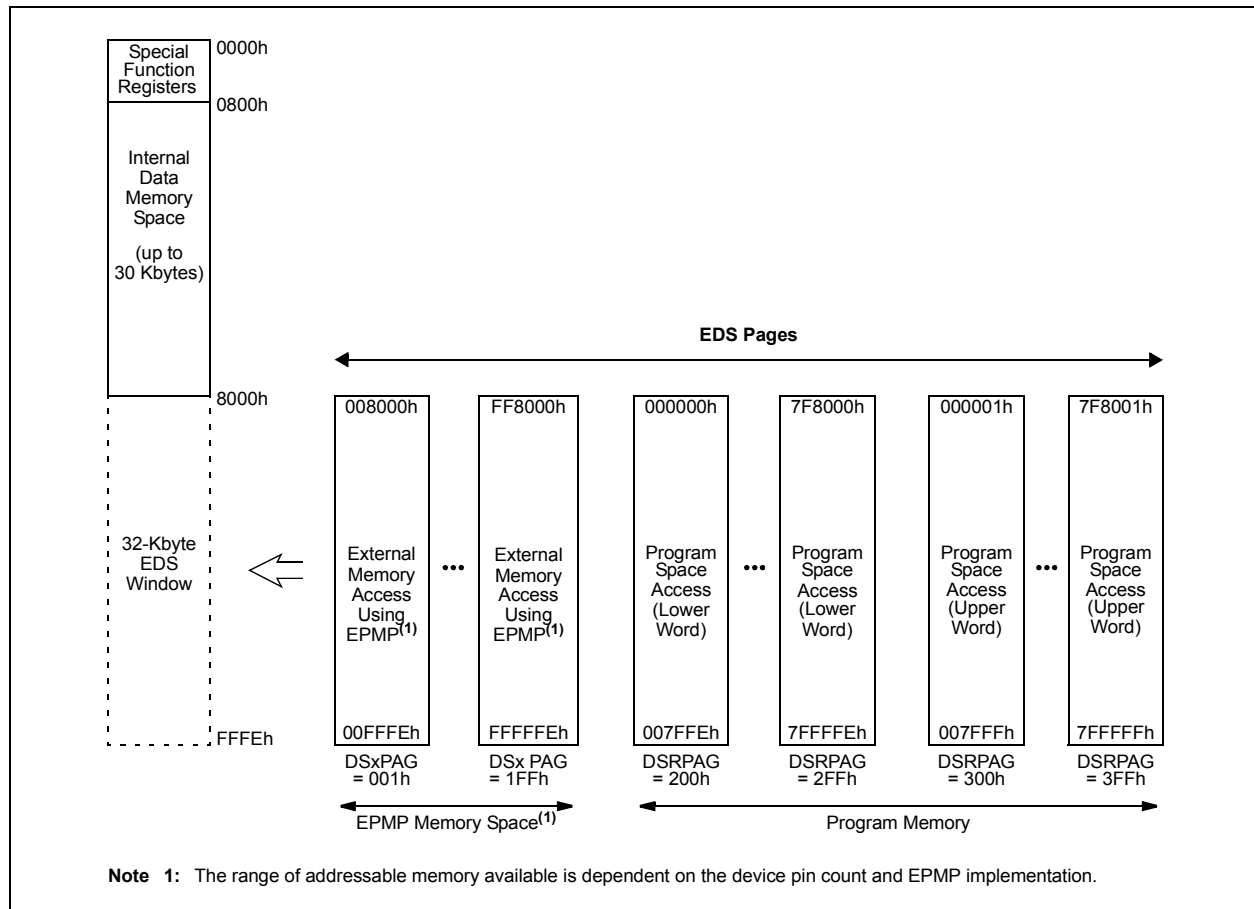 Special
Function
Registers
0000h
0800h
Internal
Data
Memory
Space
(up to
30 Kbytes)
EDS Pages
8000h
32-Kbyte
EDS
Window
FFFEh
008000h
External
Memory
Access
Using
EPMP(1)
00FFFEh
DSxPAG
= 001h
•••
FF8000h
External
Memory
Access
Using
EPMP(1)
FFFFFEh
DSx PAG
= 1FFh
000000h
Program
Space
Access
(Lower
Word)
007FFEh
DSRPAG
= 200h
•••
7F8000h
Program
Space
Access
(Lower
Word)
7FFFFEh
DSRPAG
= 2FFh
000001h
Program
Space
Access
(Upper
Word)
007FFFh
DSRPAG
= 300h
•••
7F8001h
Program
Space
Access
(Upper
Word)
7FFFFFh
DSRPAG
= 3FFh
EPMP Memory Space(1)
Program Memory
Note 1: The range of addressable memory available is dependent on the device pin count and EPMP implementation.